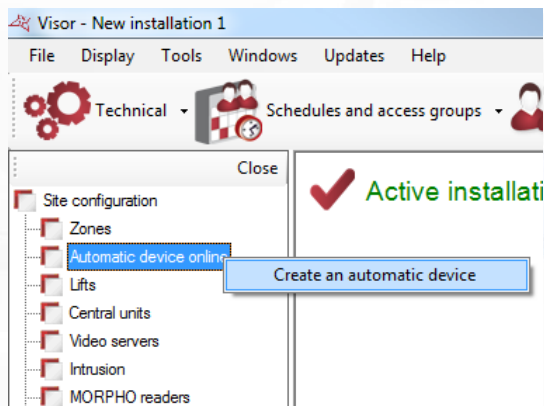 Visor - New installation 1
File Display Tools Windows Updates Help
Technical Schedules and access groups
Close
Active installati
Site configuration
Zones
Automatic device online
Create an automatic device
Lifts
Central units
Video servers
Intrusion
MORPHO readers